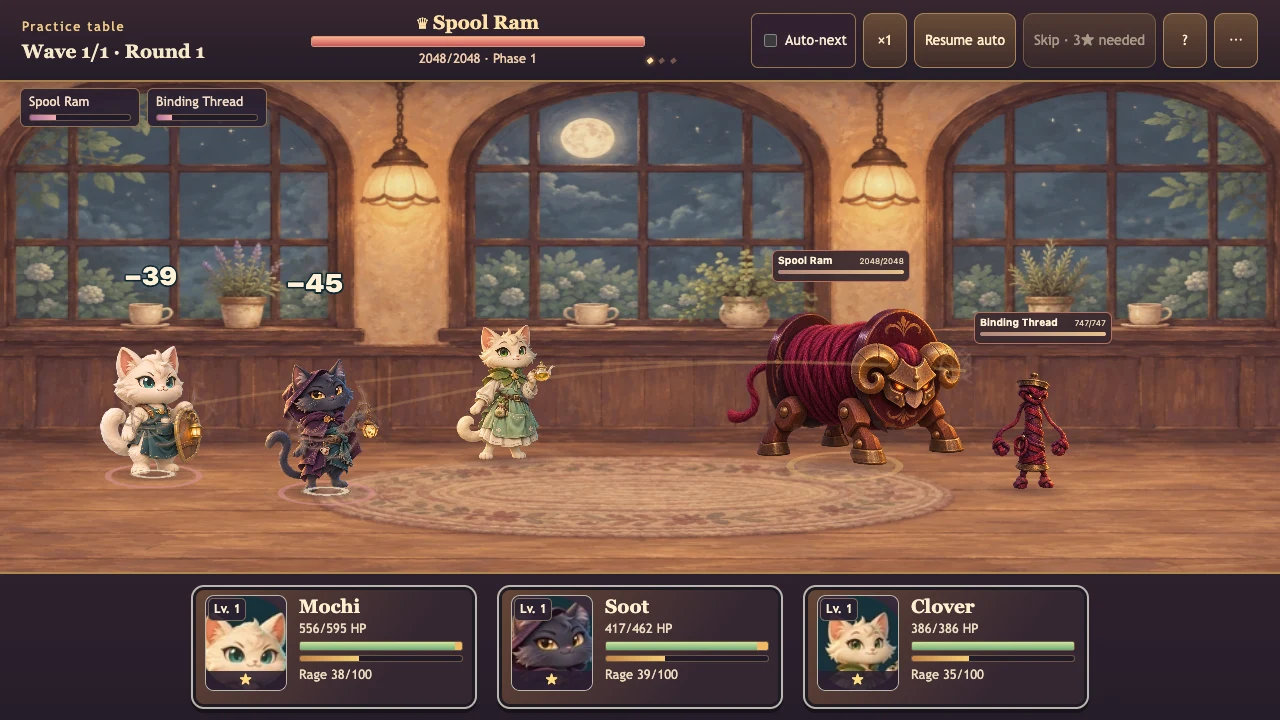 Practice table
Wave 1/1 · Round 1
♛ Spool Ram
2048/2048 · Phase 1
Auto-next
×1
Resume auto
Skip · 3★ needed
?
···
Spool Ram
Binding Thread
−39
−45
Spool Ram 2048/2048
Binding Thread 747/747
Lv. 1
Mochi
556/595 HP
Rage 38/100
Lv. 1
Soot
417/462 HP
Rage 39/100
Lv. 1
Clover
386/386 HP
Rage 35/100